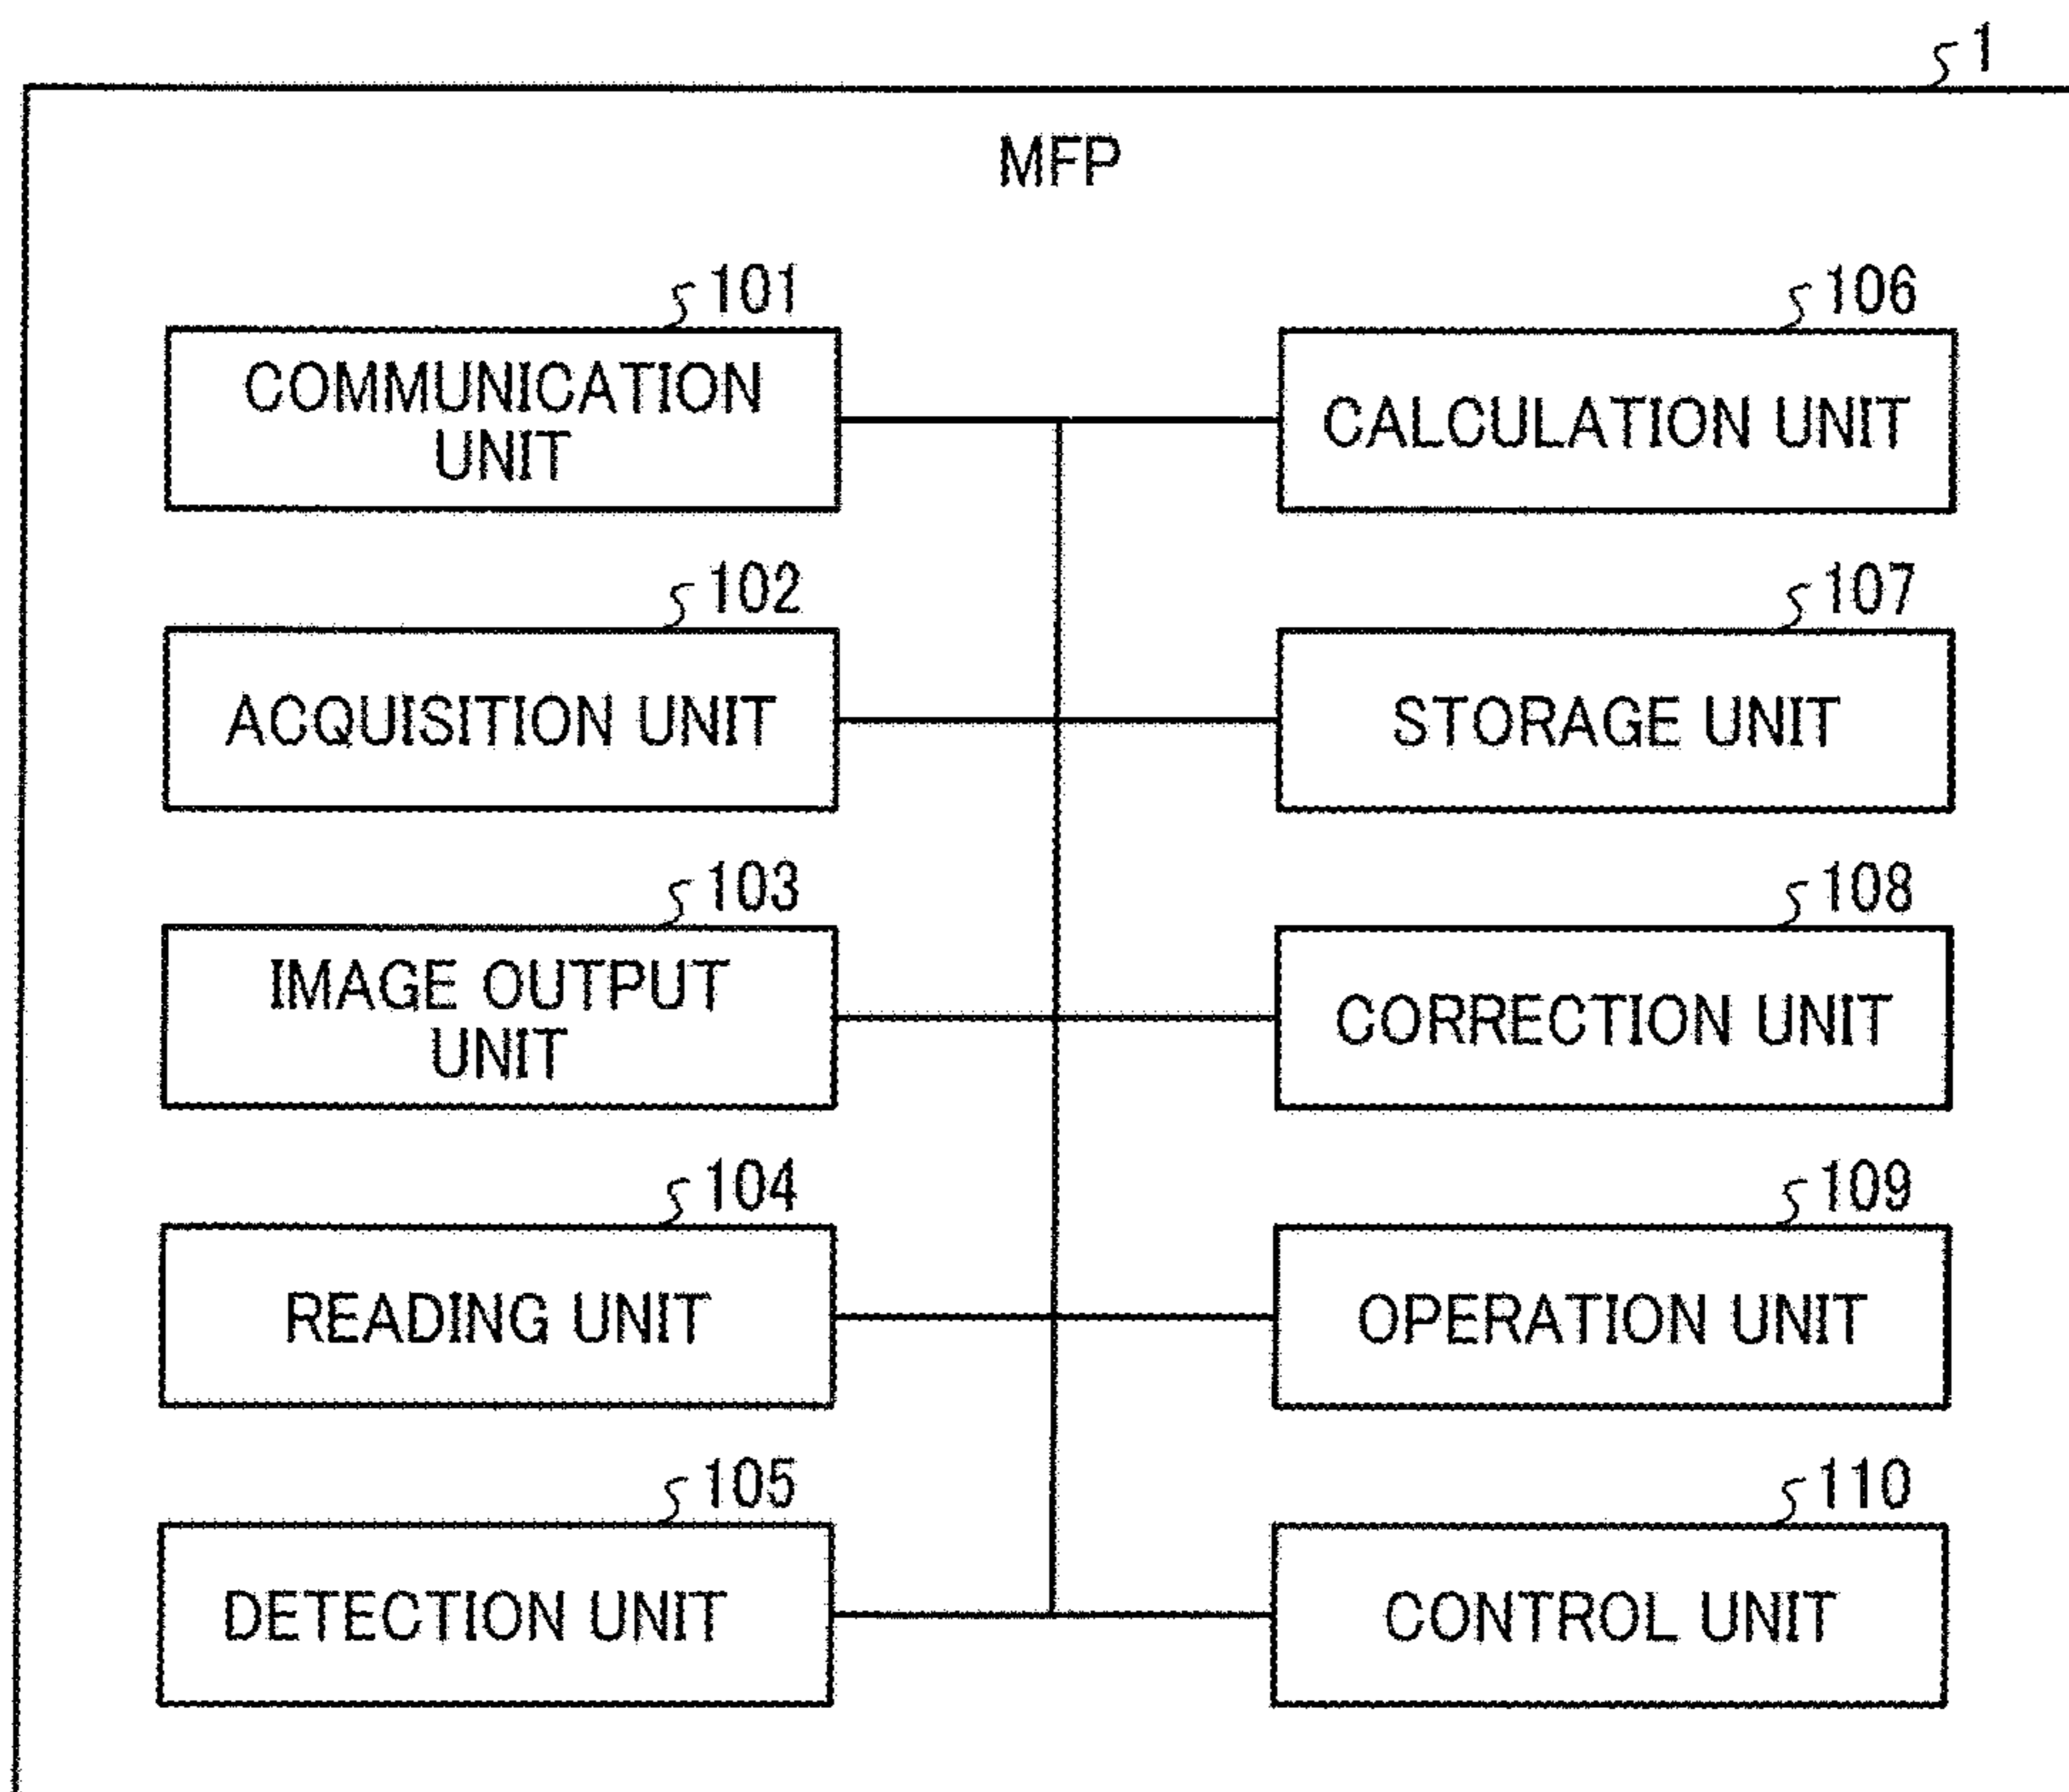 1
MFP
101
COMMUNICATION
UNIT
106
CALCULATION UNIT
102
ACQUISITION UNIT
107
STORAGE UNIT
103
IMAGE OUTPUT
UNIT
108
CORRECTION UNIT
104
READING UNIT
109
OPERATION UNIT
105
DETECTION UNIT
110
CONTROL UNIT